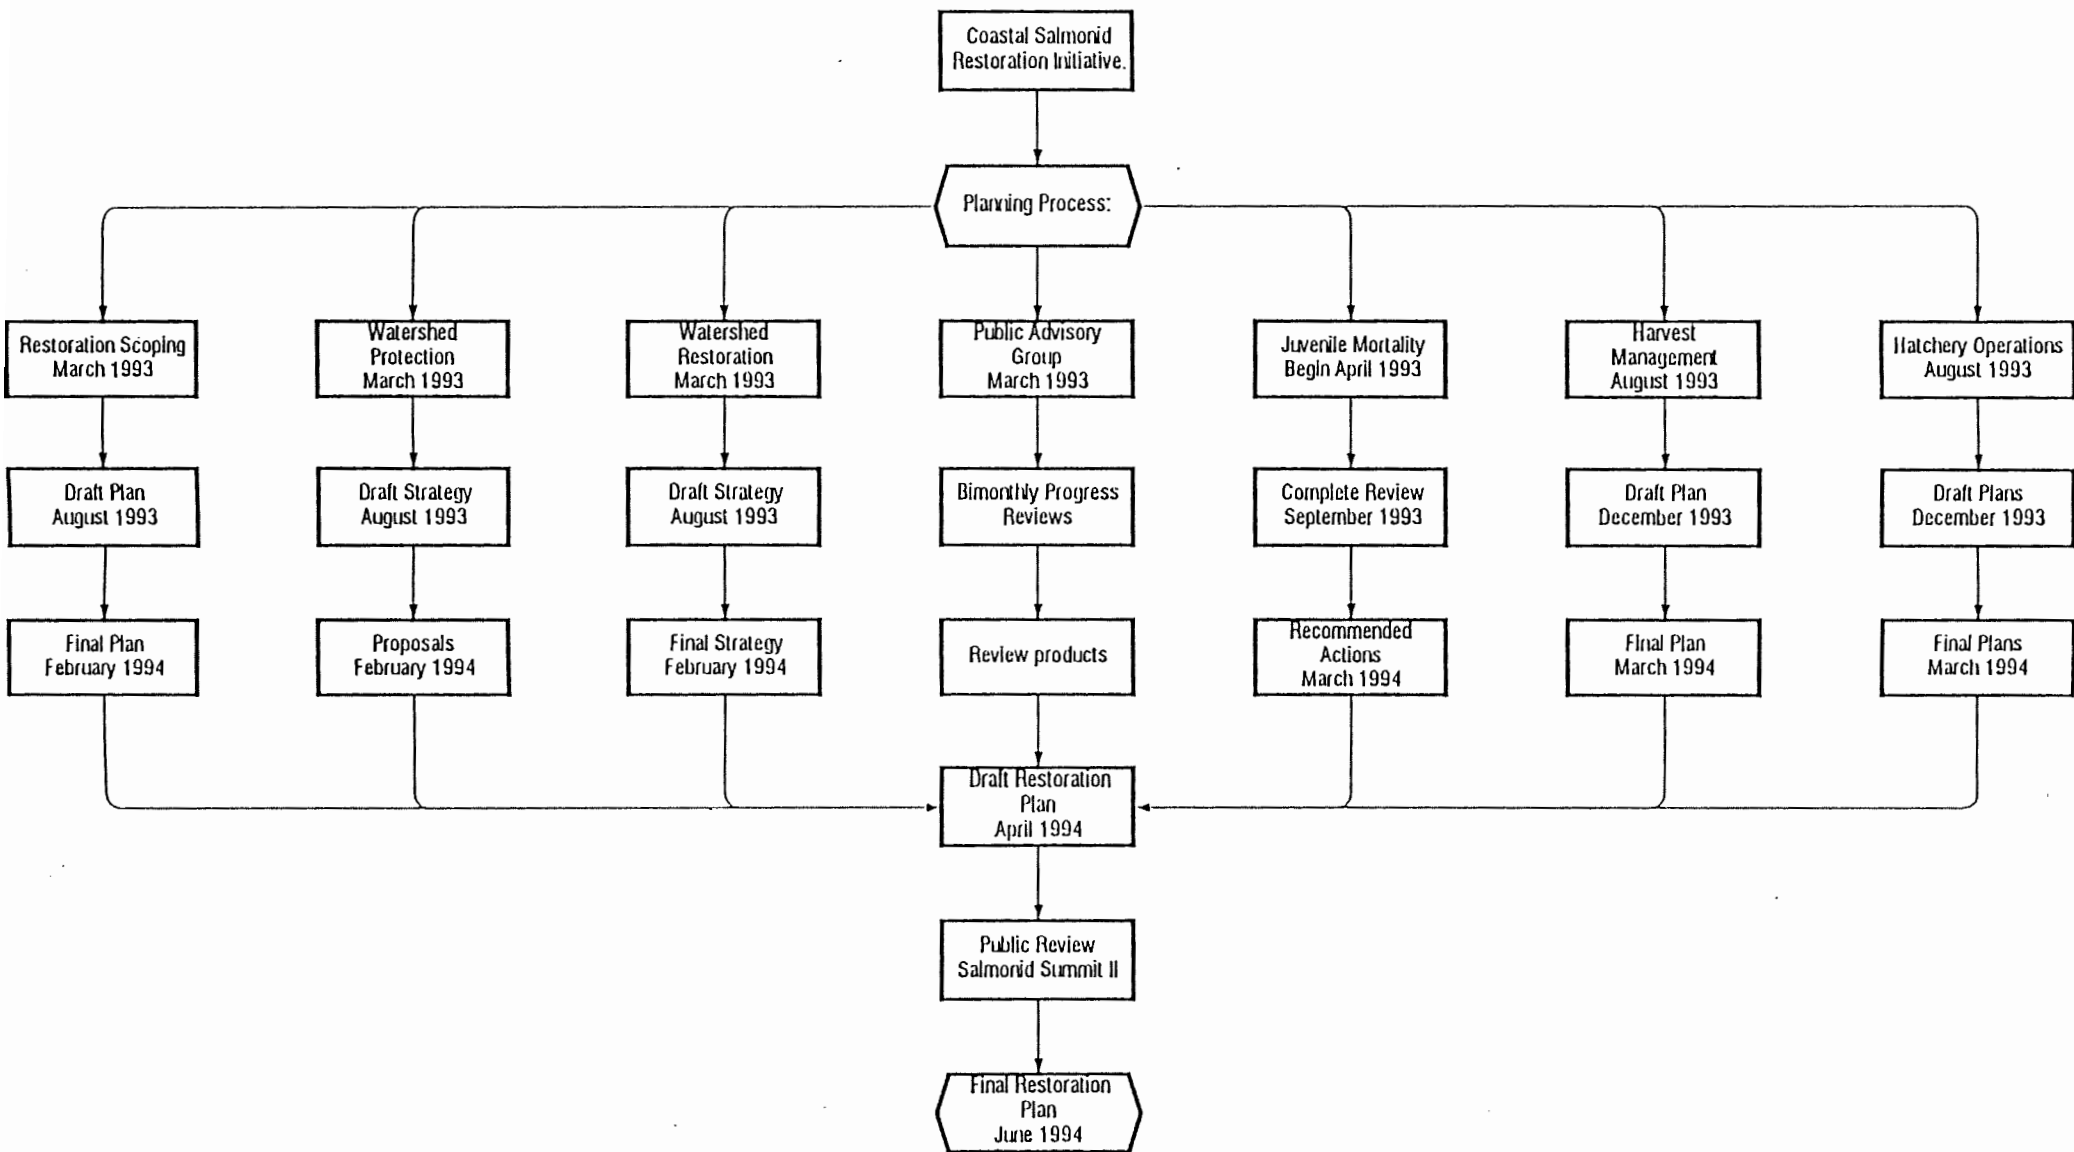 Coastal Salmonid
Restoration Initiative.
Planning Process:
Restoration Scoping
March 1993
Watershed
Protection
March 1993
Watershed
Restoration
March 1993
Public Advisory
Group
March 1993
Juvenile Mortality
Begin April 1993
Harvest
Management
August 1993
Hatchery Operations
August 1993
Draft Plan
August 1993
Draft Strategy
August 1993
Draft Strategy
August 1993
Bimonthly Progress
Reviews
Complete Review
September 1993
Draft Plan
December 1993
Draft Plans
December 1993
Final Plan
February 1994
Proposals
February 1994
Final Strategy
February 1994
Review products
Recommended
Actions
March 1994
Final Plan
March 1994
Final Plans
March 1994
Draft Restoration
Plan
April 1994
Public Review
Salmonid Summit II
Final Restoration
Plan
June 1994